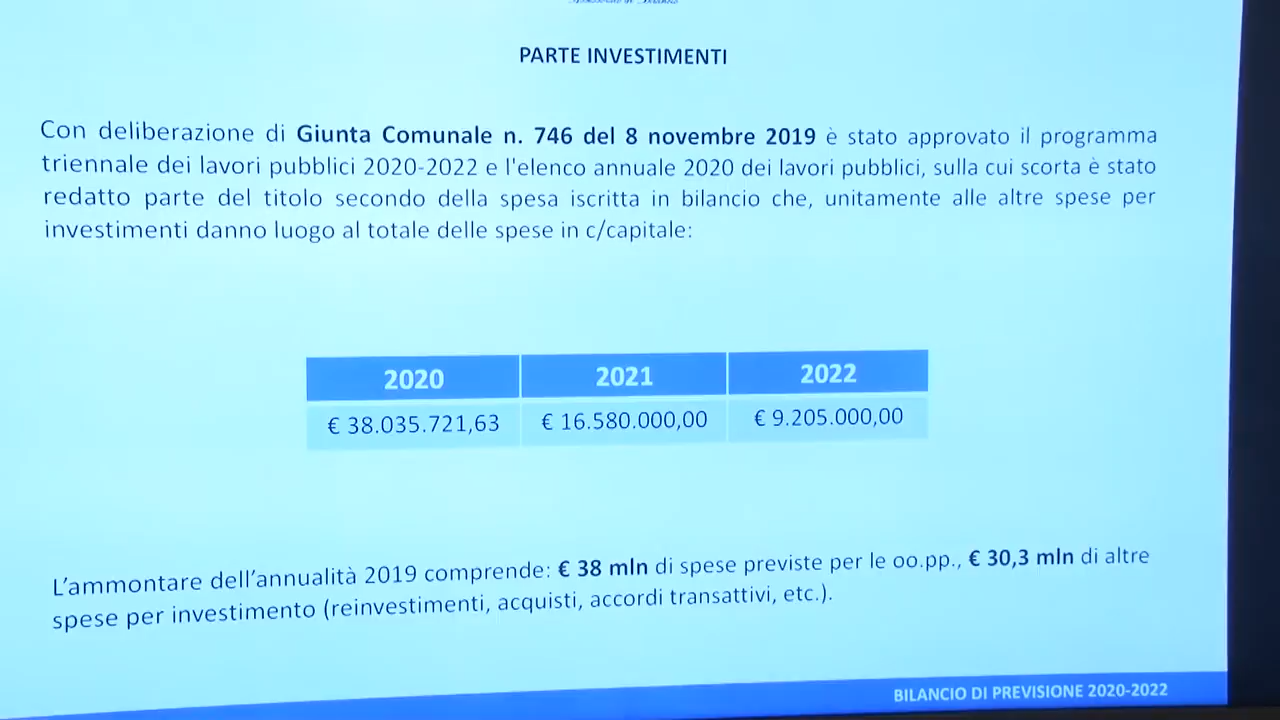 PARTE INVESTIMENTI
Con deliberazione di Giunta Comunale n. 746 del 8 novembre 2019 è stato approvato il programma
triennale dei lavori pubblici 2020-2022 e l'elenco annuale 2020 dei lavori pubblici, sulla cui scorta è stato
redatto parte del titolo secondo della spesa iscritta in bilancio che, unitamente alle altre spese per
investimenti danno luogo al totale delle spese in c/capitale:
2020 2021 2022
€ 38.035.721,63 € 16.580.000,00 € 9.205.000,00
L'ammontare dell'annualità 2019 comprende: € 38 mln di spese previste per le oo.pp., € 30,3 mln di altre
spese per investimento (reinvestimenti, acquisti, accordi transattivi, etc.).
BILANCIO DI PREVISIONE 2020-2022